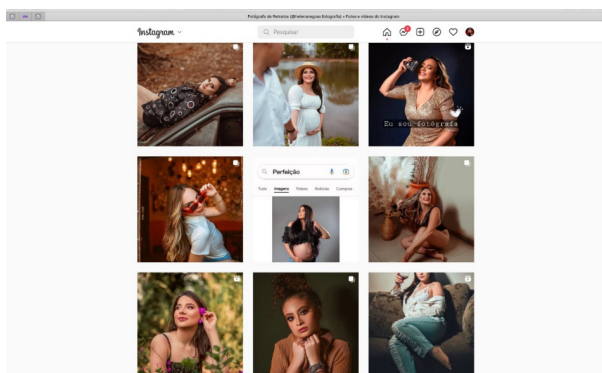 Fotógrafa de Retratos (@helenamagnao.fotografia) • Fotos e vídeos do Instagram
Instagram
Pesquisar
Eu sou fotógrafa
Perfeição
Tudo Imagens Vídeos Notícias Compras